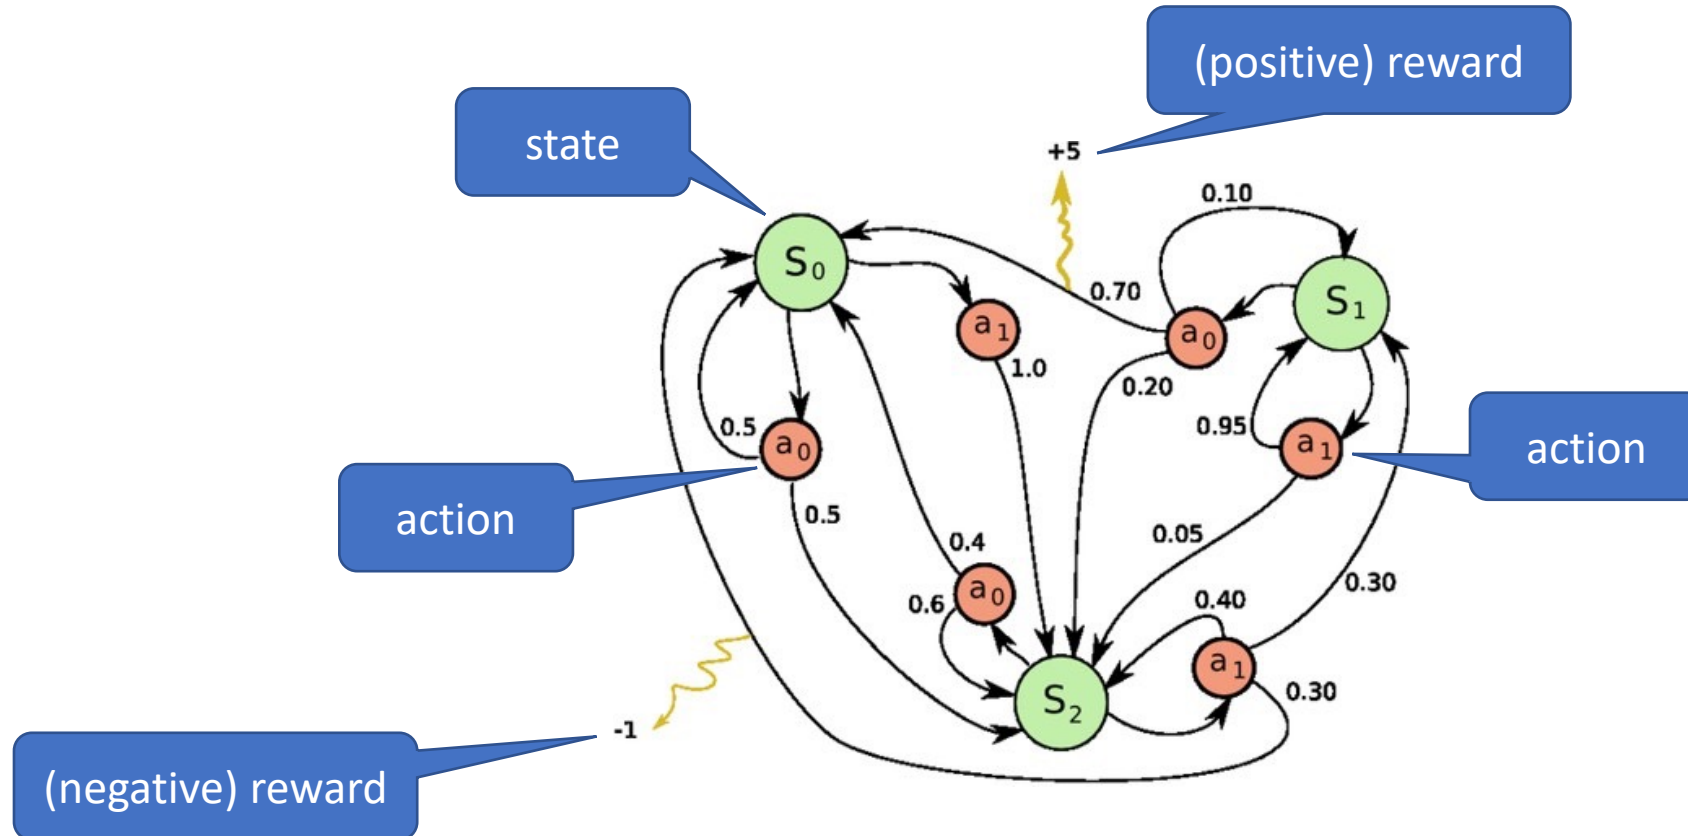 (positive) reward
state
+5
0.10
S0
S1
0.70
a1
a0
1.0
0.20
0.5
a0
0.95
a1
action
action
0.5
0.05
0.4
0.30
a0
0.6
0.40
a1
S2
0.30
-1
(negative) reward